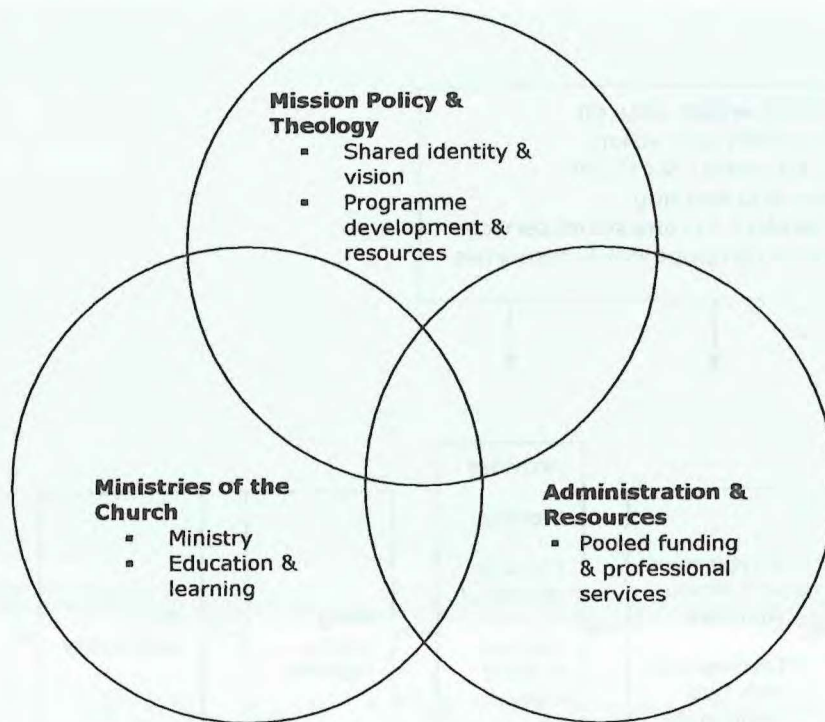 Mission Policy &
Theology
▪ Shared identity &
vision
▪ Programme
development &
resources
Ministries of the
Church
▪ Ministry
▪ Education &
learning
Administration &
Resources
▪ Pooled funding
& professional
services